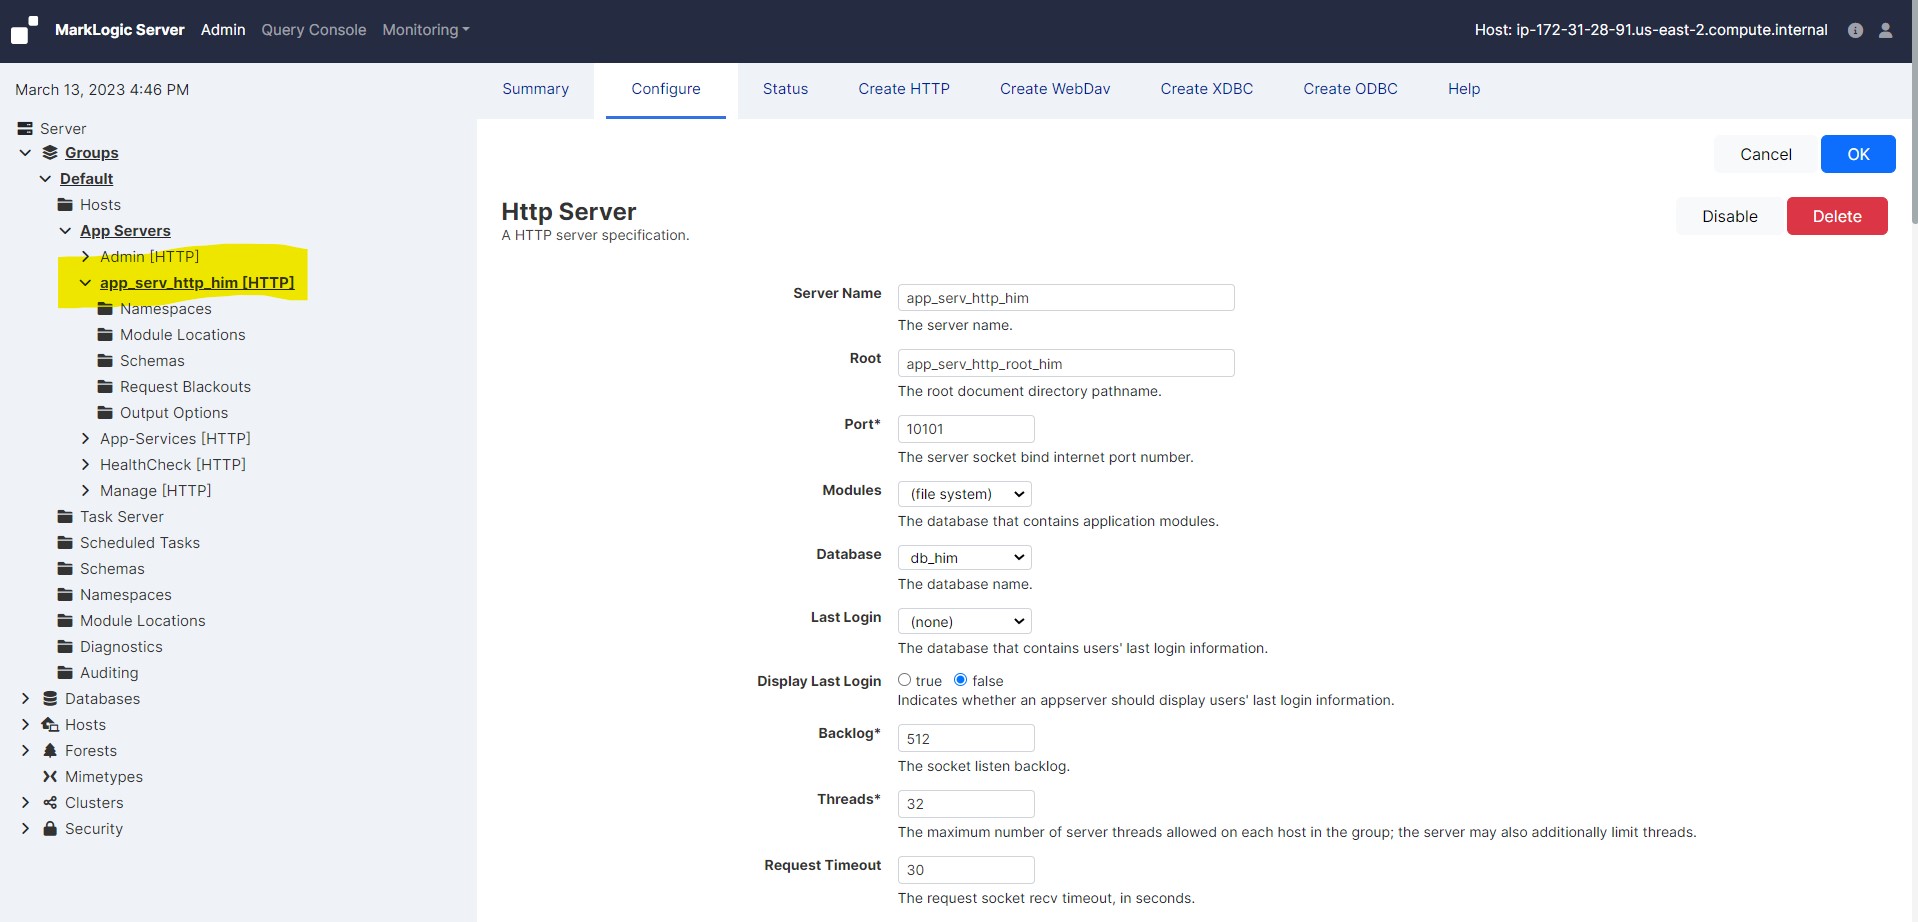 MarkLogic Server Admin Query Console Monitoring Host: ip-172-31-28-91.us-east-2.compute.internal
March 13, 2023 4:46 PM
Server
Groups
Default
Hosts
App Servers
Admin [HTTP]
app_serv_http_him [HTTP]
Namespaces
Module Locations
Schemas
Request Blackouts
Output Options
App-Services [HTTP]
HealthCheck [HTTP]
Manage [HTTP]
Task Server
Scheduled Tasks
Schemas
Namespaces
Module Locations
Diagnostics
Auditing
Databases
Hosts
Forests
Mimetypes
Clusters
Security
Summary Configure Status Create HTTP Create WebDav Create XDBC Create ODBC Help
Cancel OK
Http Server
A HTTP server specification.
Disable Delete
Server Name app_serv_http_him
The server name.
Root app_serv_http_root_him
The root document directory pathname.
Port* 10101
The server socket bind internet port number.
Modules (file system)
The database that contains application modules.
Database db_him
The database name.
Last Login (none)
The database that contains users' last login information.
Display Last Login true false
Indicates whether an appserver should display users' last login information.
Backlog* 512
The socket listen backlog.
Threads* 32
The maximum number of server threads allowed on each host in the group; the server may also additionally limit threads.
Request Timeout 30
The request socket recv timeout, in seconds.